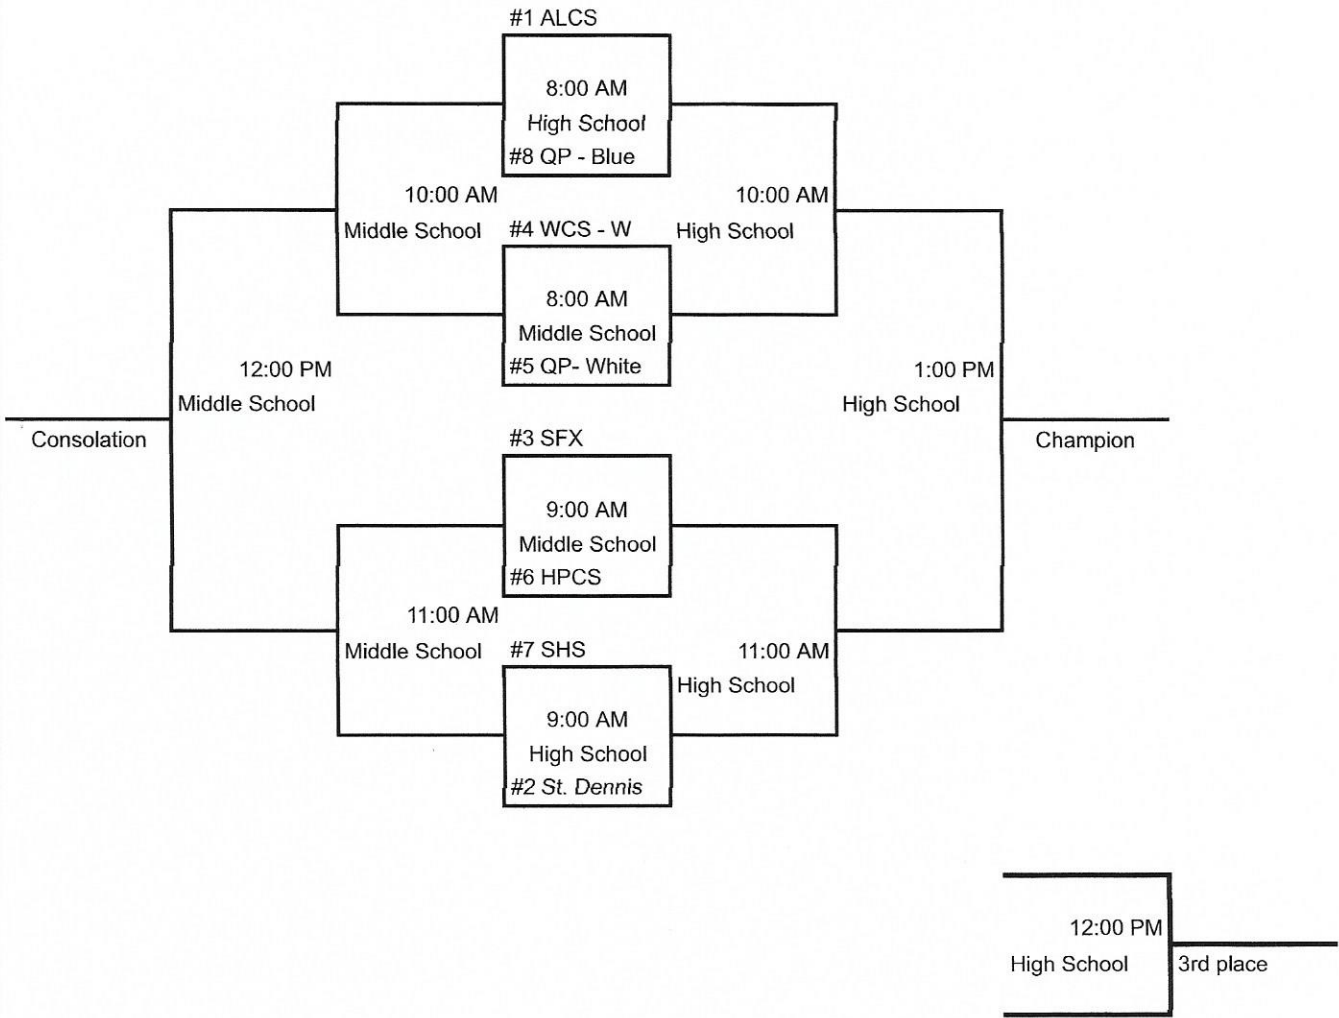 #1 ALCS
8:00 AM
High School
#8 QP - Blue
10:00 AM
Middle School
10:00 AM
High School
#4 WCS - W
8:00 AM
Middle School
#5 QP- White
12:00 PM
Middle School
1:00 PM
High School
Consolation
Champion
#3 SFX
9:00 AM
Middle School
#6 HPCS
11:00 AM
Middle School
11:00 AM
High School
#7 SHS
9:00 AM
High School
#2 St. Dennis
12:00 PM
High School
3rd place